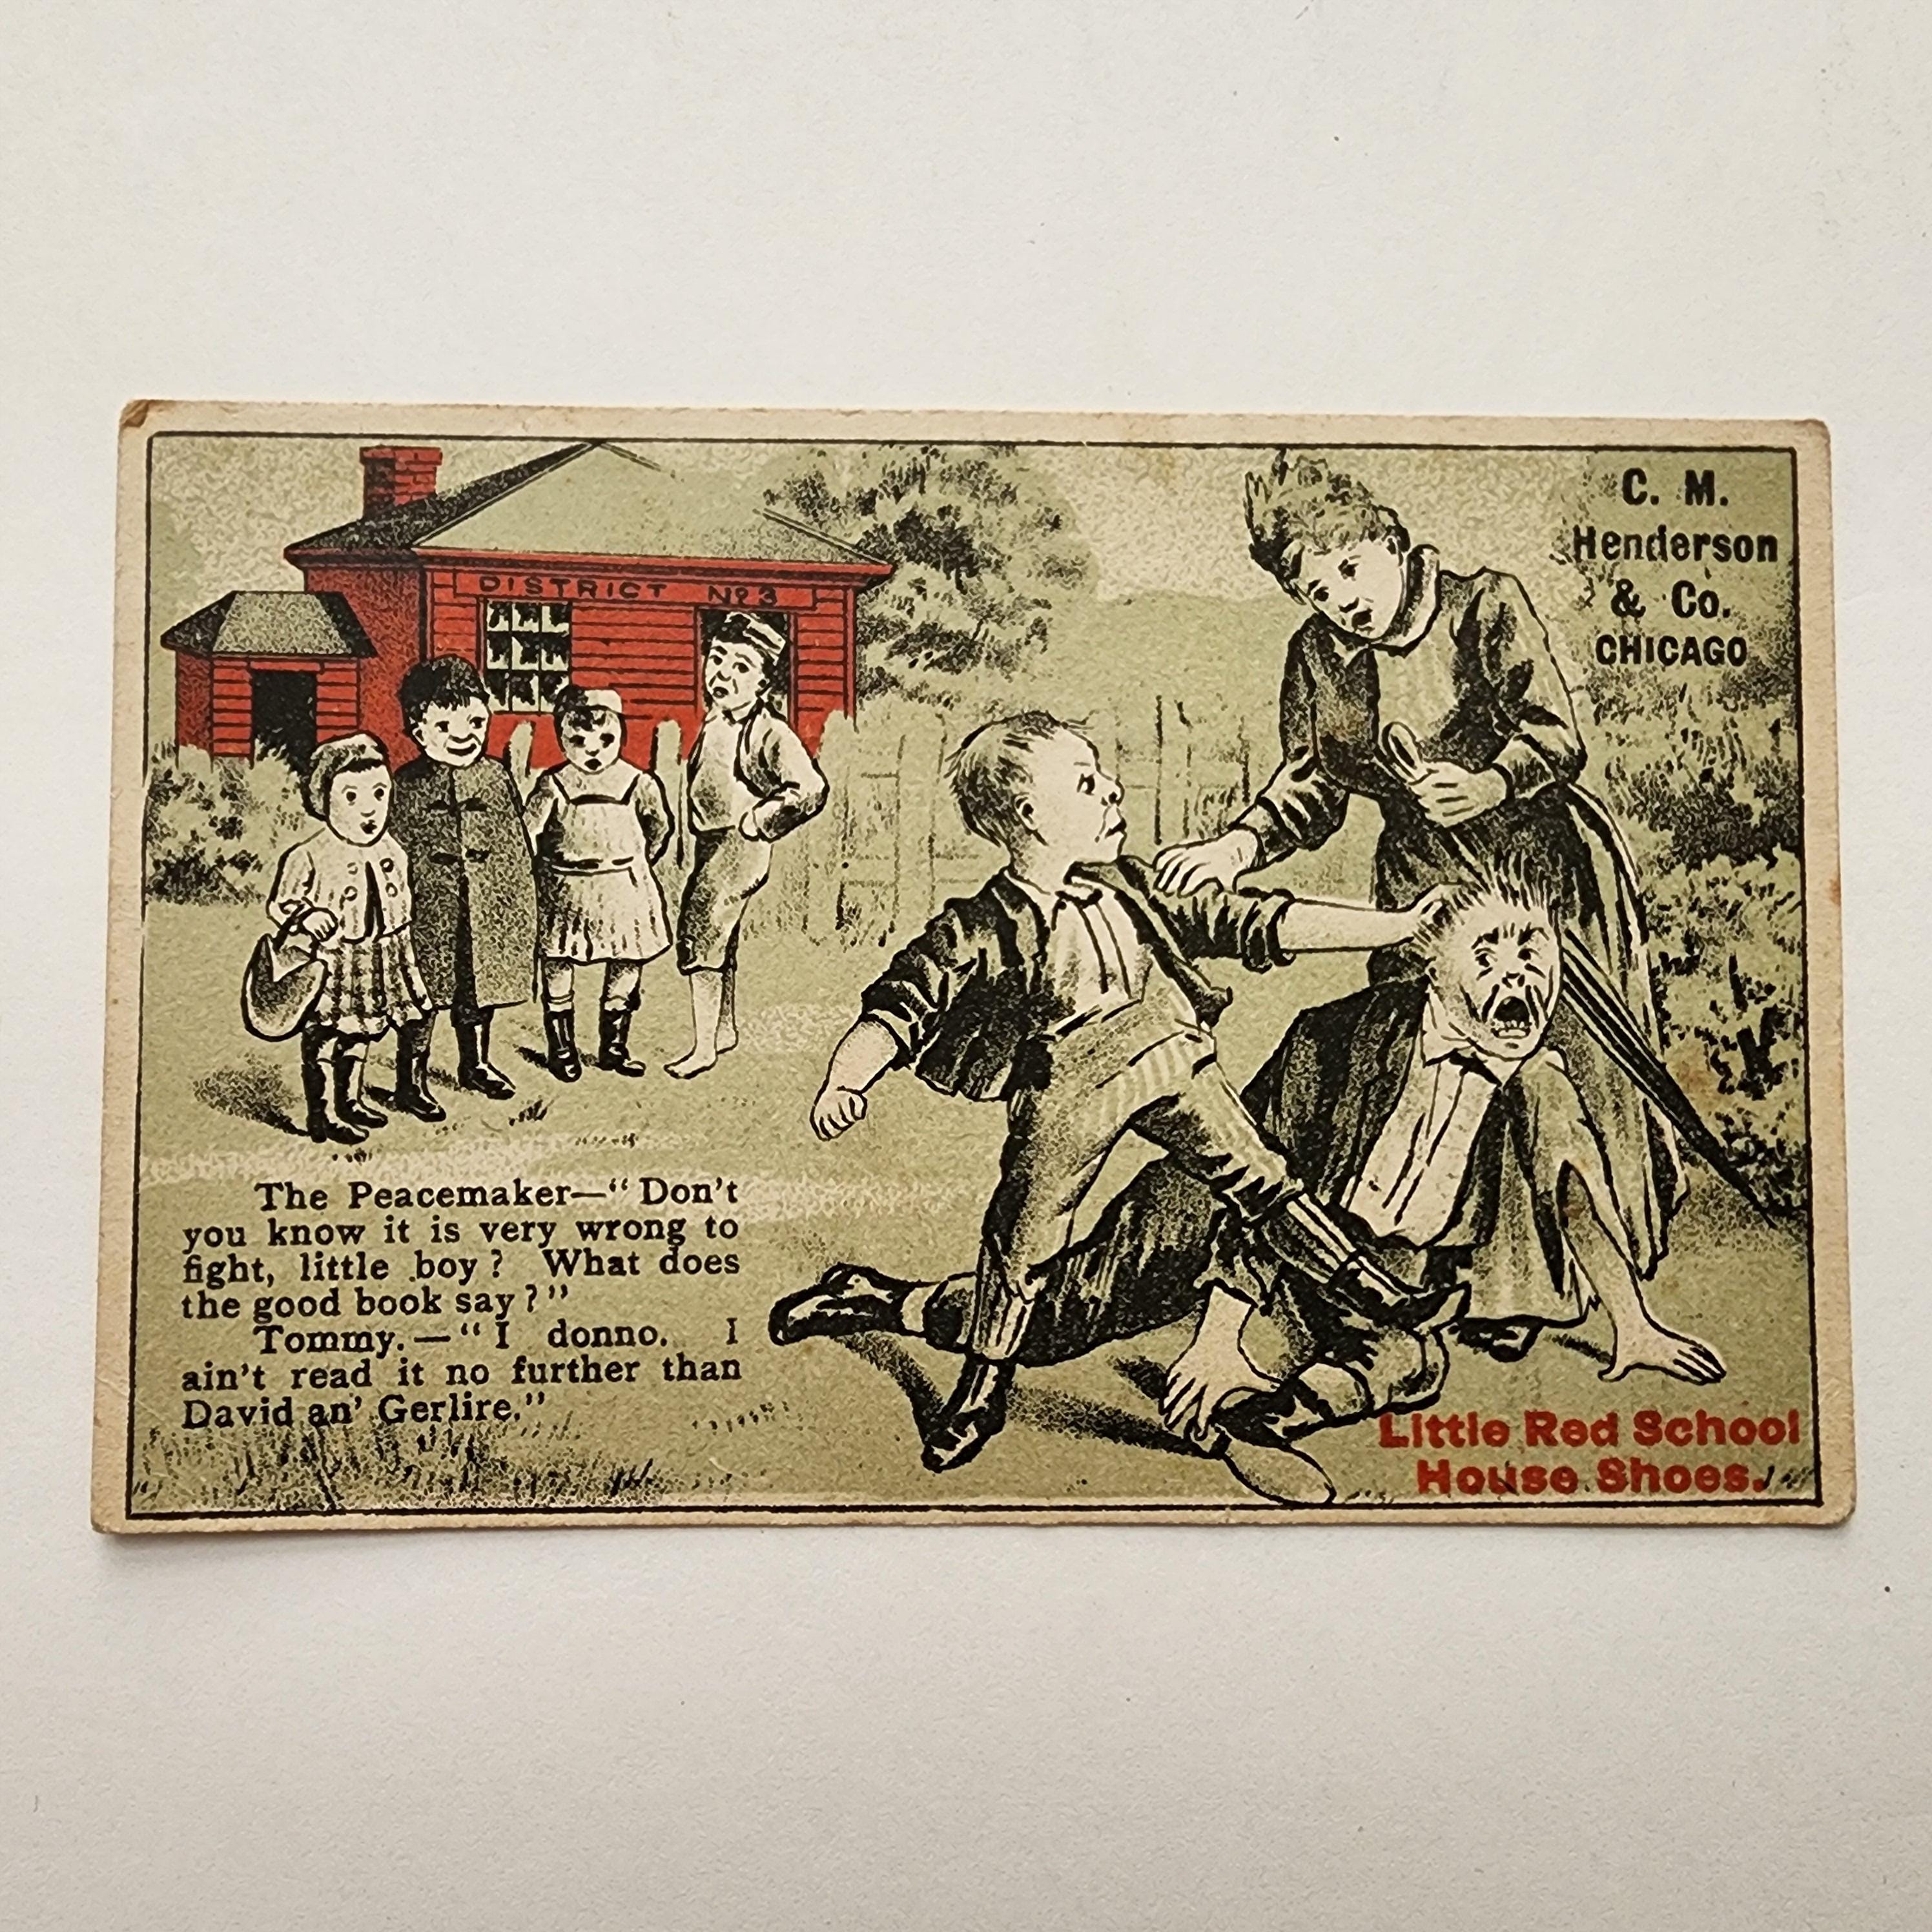 DISTRICT Nº 3
C. M.
Henderson
& Co.
CHICAGO
The Peacemaker—“Don't
you know it is very wrong to
fight, little boy? What does
the good book say?”
Tommy.—“I donno. I
ain't read it no further than
David an' Gerlire.”
Little Red School
House Shoes.